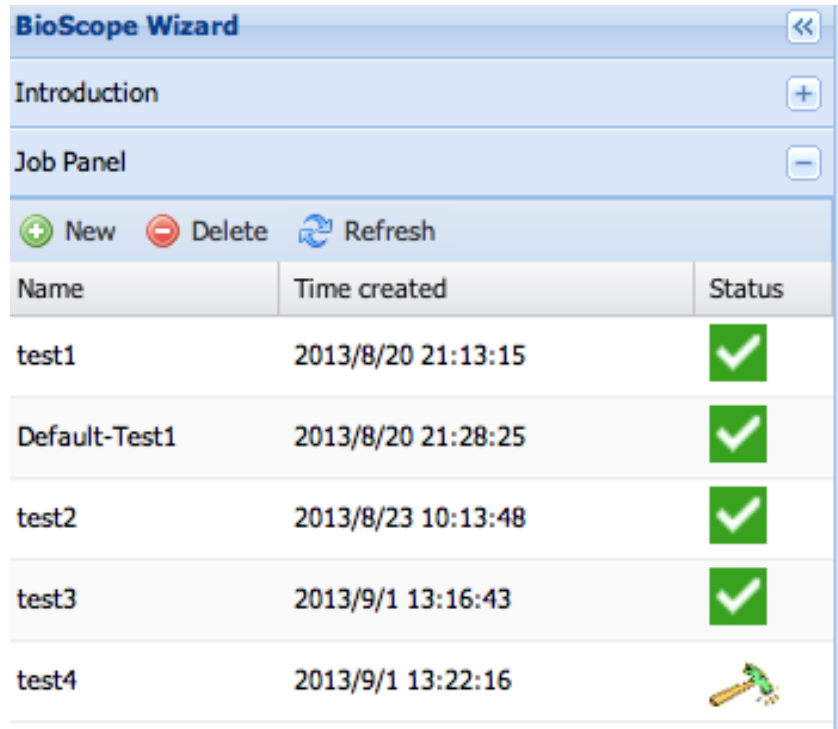 BioScope Wizard
Introduction
Job Panel
New Delete Refresh
Name Time created Status
test1 2013/8/20 21:13:15
Default-Test1 2013/8/20 21:28:25
test2 2013/8/23 10:13:48
test3 2013/9/1 13:16:43
test4 2013/9/1 13:22:16